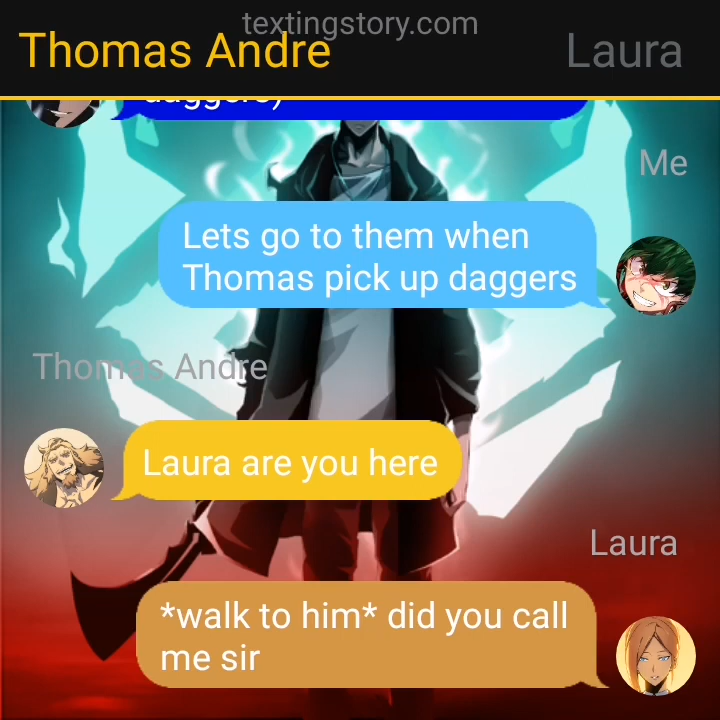 textingstory.com
Thomas Andre
Laura
daggers)
Me
Lets go to them when
Thomas pick up daggers
Thomas Andre
Laura are you here
Laura
*walk to him* did you call
me sir